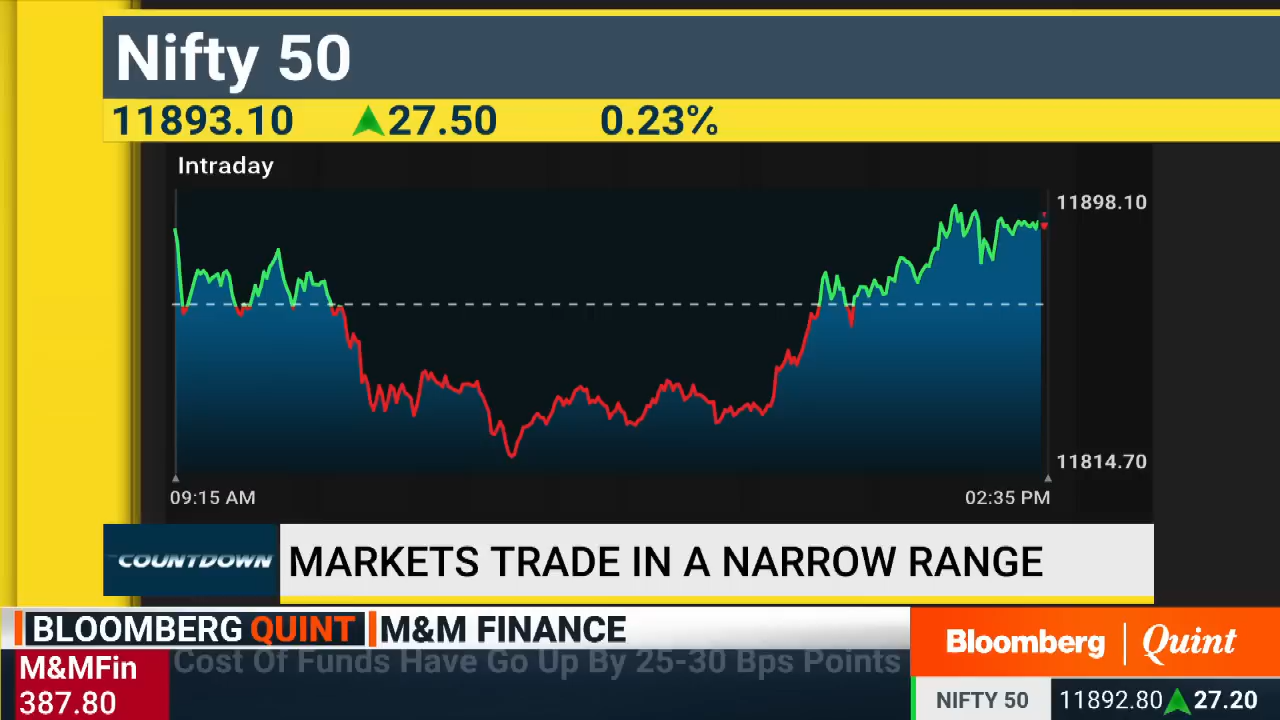 Nifty 50
11893.10 ▲27.50 0.23%
Intraday
11898.10
11814.70
09:15 AM 02:35 PM
COUNTDOWN
MARKETS TRADE IN A NARROW RANGE
BLOOMBERG QUINT M&M FINANCE
Bloomberg | Quint
M&MFin
387.80
Cost Of Funds Have Go Up By 25-30 Bps Points
NIFTY 50 11892.80 ▲27.20